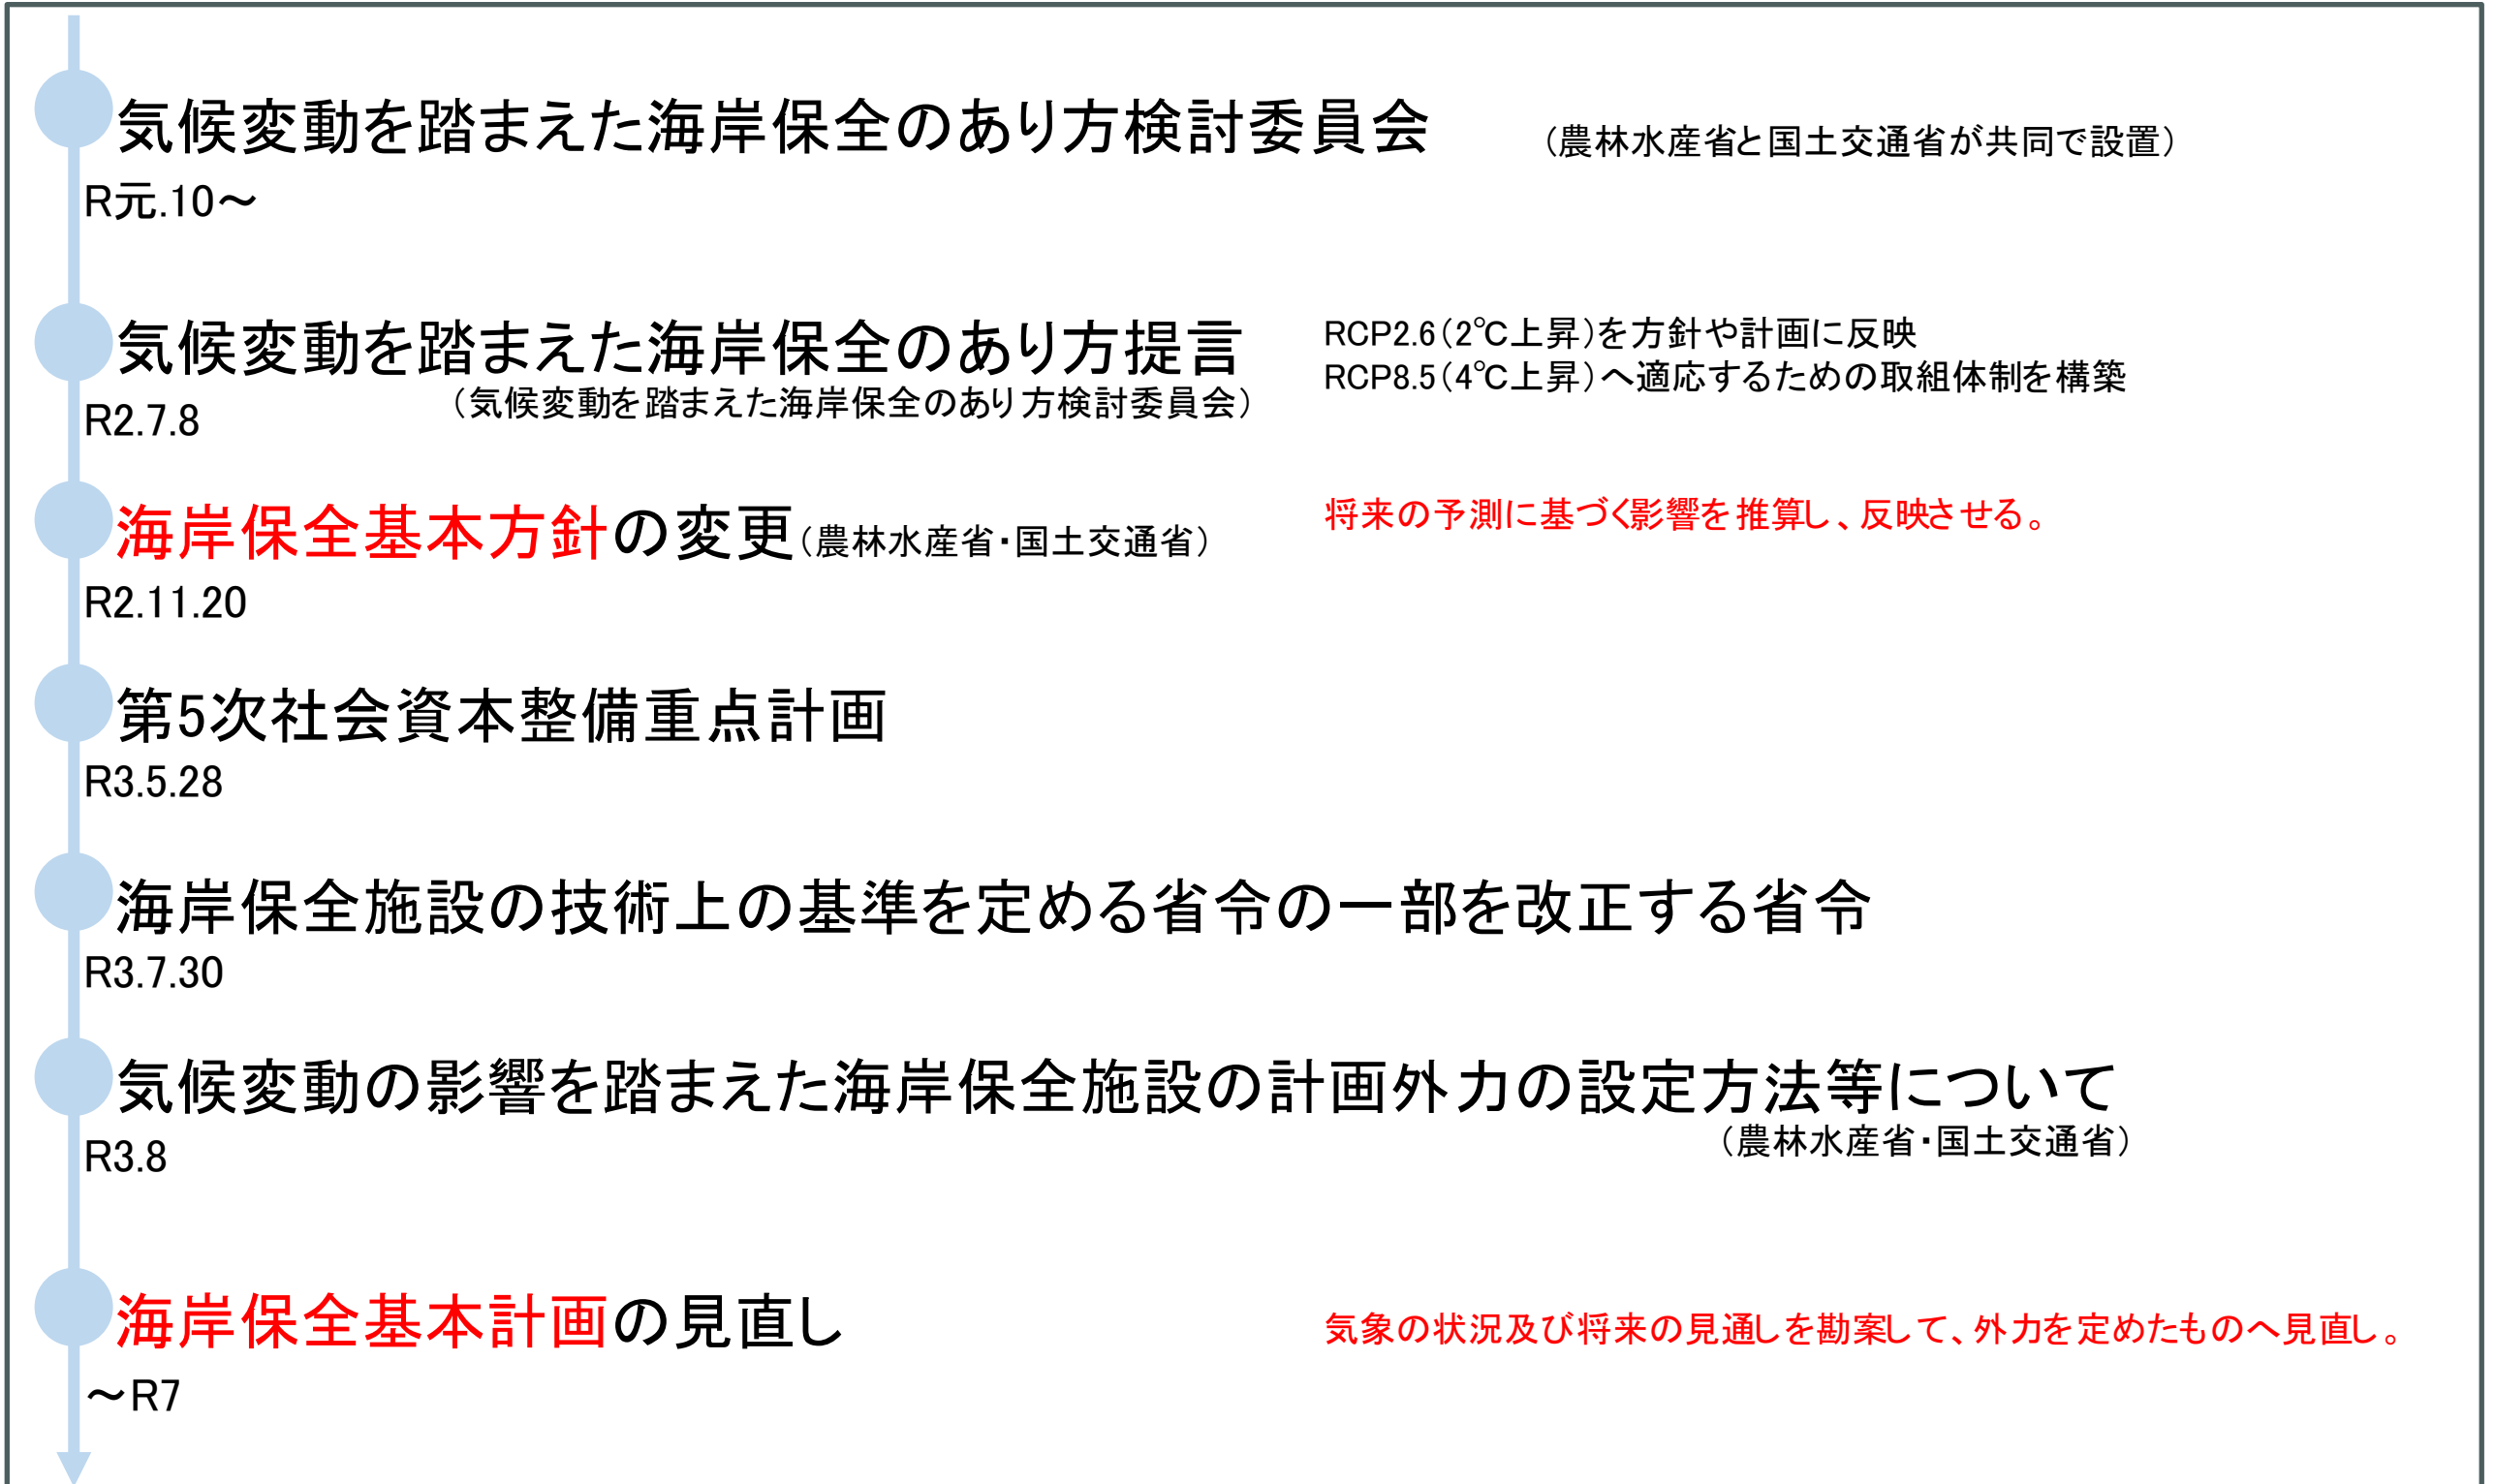 気候変動を踏まえた海岸保全のあり方検討委員会 (農林水産省と国土交通省が共同で設置)
R元.10～
気候変動を踏まえた海岸保全のあり方提言
(気候変動を踏まえた海岸保全のあり方検討委員会)
R2.7.8
RCP2.6(2℃上昇)を方針や計画に反映
RCP8.5(4℃上昇)へ適応するための取組体制を構築
海岸保全基本方針の変更(農林水産省・国土交通省)
R2.11.20
将来の予測に基づく影響を推算し、反映させる。
第5次社会資本整備重点計画
R3.5.28
海岸保全施設の技術上の基準を定める省令の一部を改正する省令
R3.7.30
気候変動の影響を踏まえた海岸保全施設の計画外力の設定方法等について
(農林水産省・国土交通省)
R3.8
海岸保全基本計画の見直し
～R7
気象の状況及び将来の見通しを勘案して、外力を定めたものへ見直し。